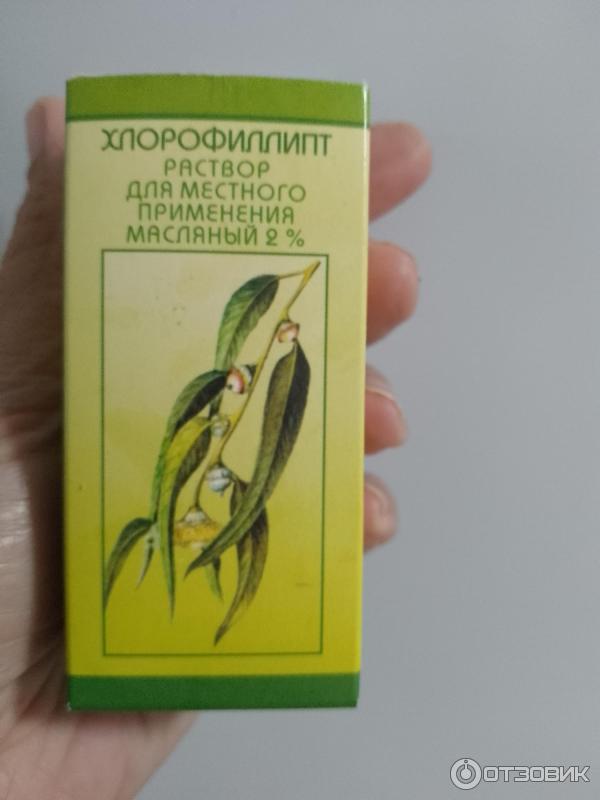 ХЛОРОФИЛЛИПТ
РАСТВОР
ДЛЯ МЕСТНОГО
ПРИМЕНЕНИЯ
МАСЛЯНЫЙ 2 %
ОТЗОВИК